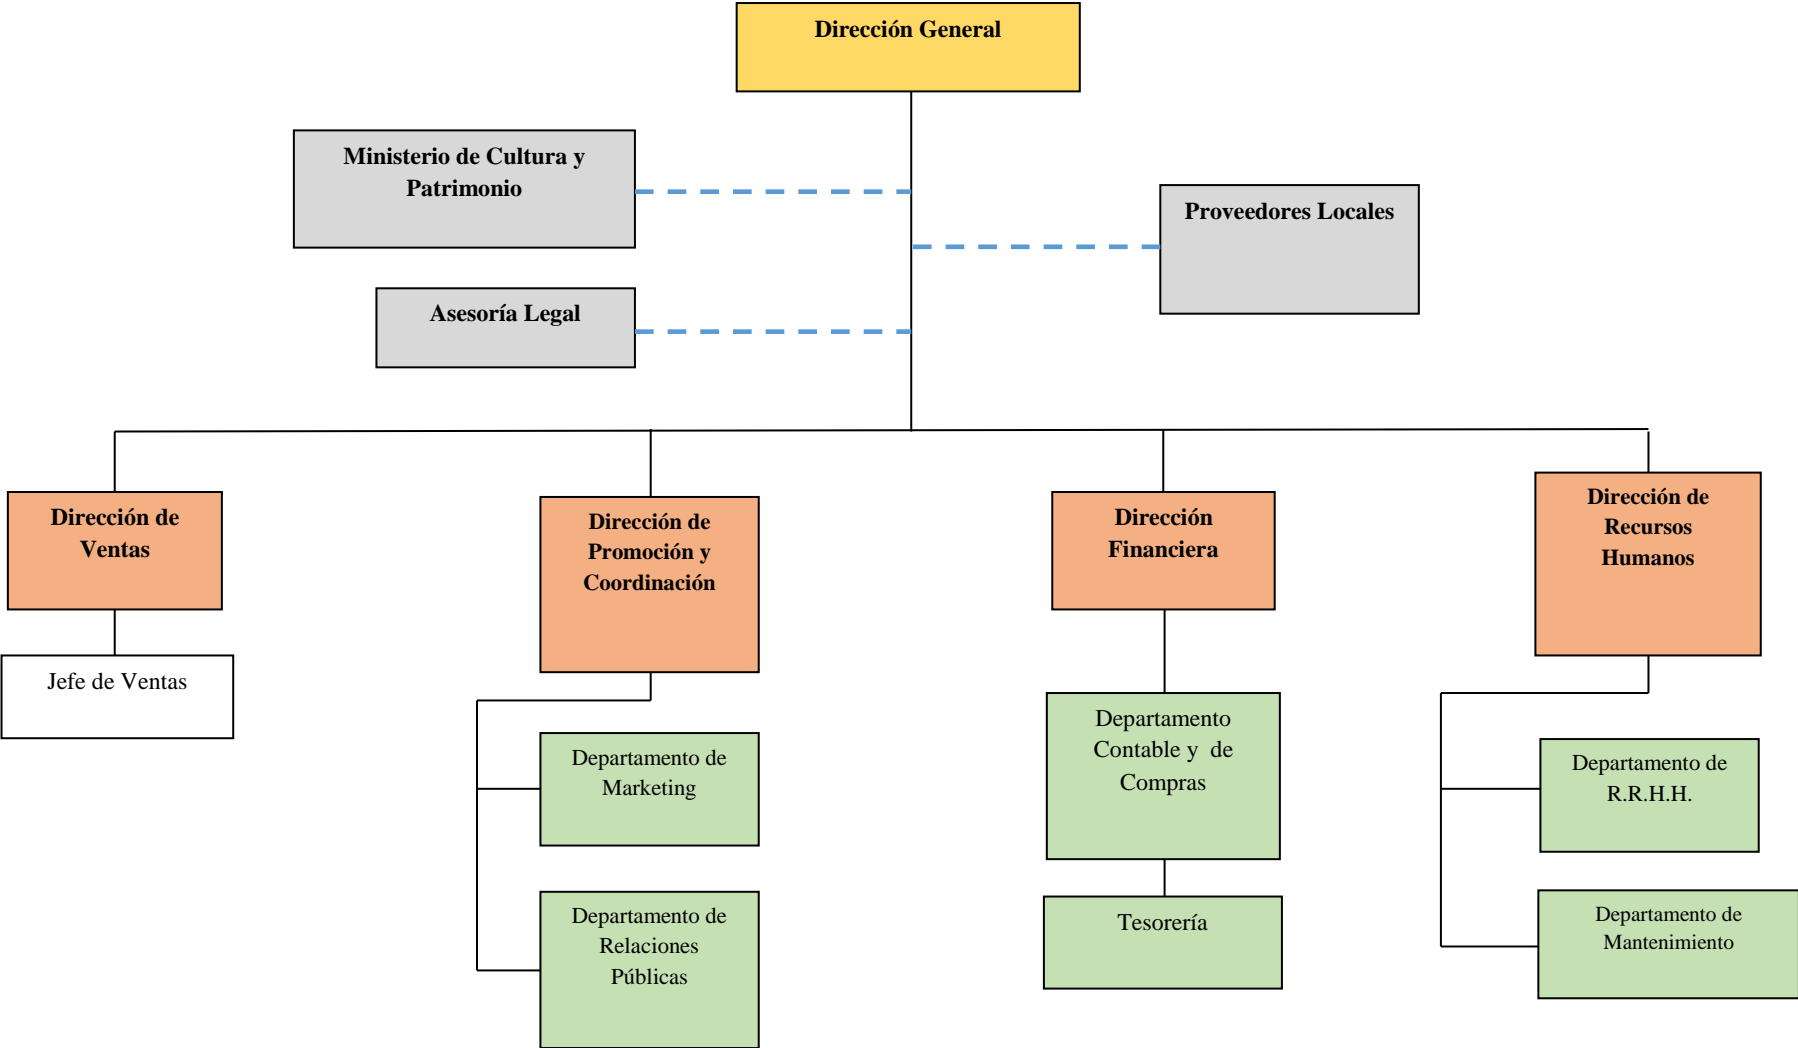 Dirección General
Ministerio de Cultura y
Patrimonio
Proveedores Locales
Asesoría Legal
Dirección de
Ventas
Dirección de
Promoción y
Coordinación
Dirección
Financiera
Dirección de
Recursos
Humanos
Jefe de Ventas
Departamento de
Marketing
Departamento de
Relaciones
Públicas
Departamento
Contable y  de
Compras
Tesorería
Departamento de
R.R.H.H.
Departamento de
Mantenimiento